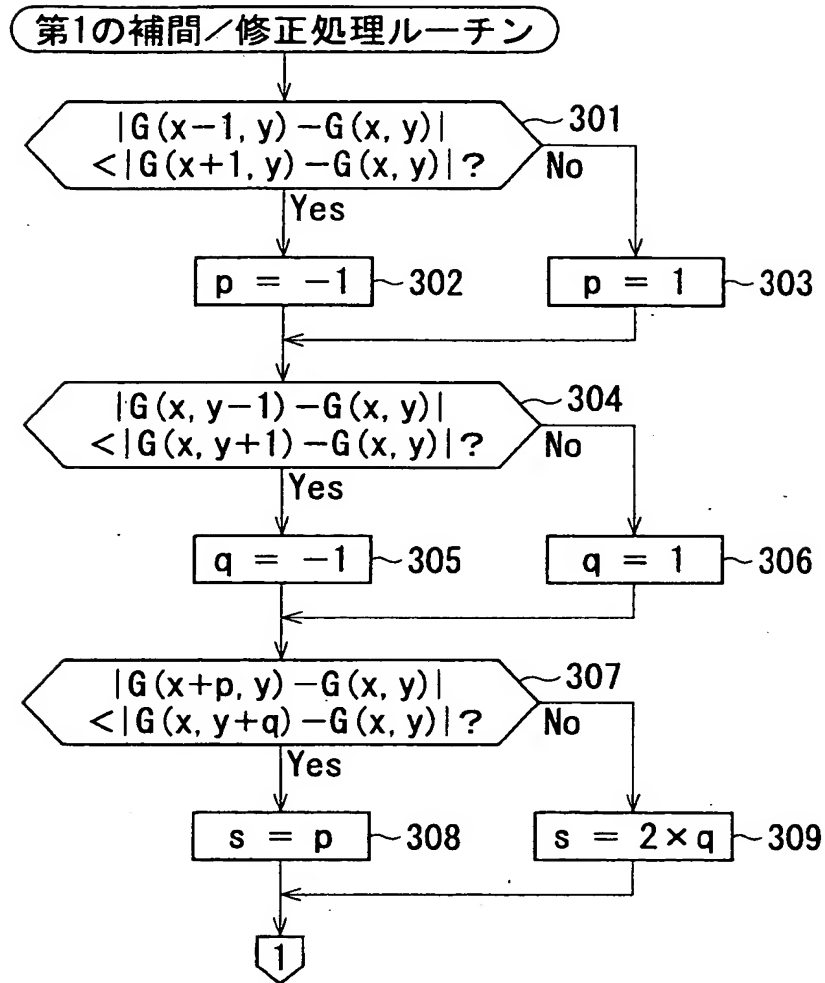 第1の補間/修正処理ルーチン
|G(x-1, y)-G(x, y)|
<|G(x+1, y)-G(x, y)|?
301
No
Yes
p = -1
302
p = 1
303
|G(x, y-1)-G(x, y)|
<|G(x, y+1)-G(x, y)|?
304
No
Yes
q = -1
305
q = 1
306
|G(x+p, y)-G(x, y)|
<|G(x, y+q)-G(x, y)|?
307
No
Yes
s = p
308
s = 2×q
309
1